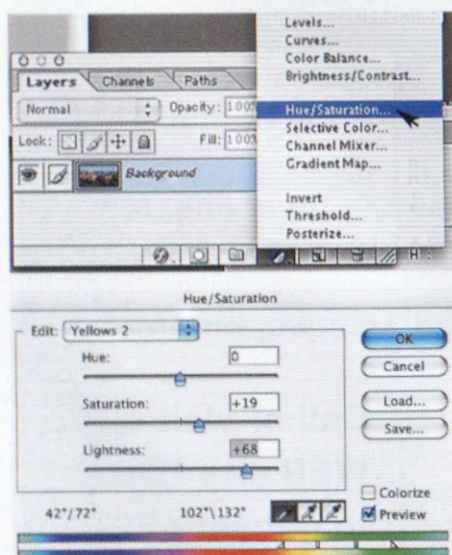 Levels...
Curves...
Color Balance...
Brightness/Contrast...
Hue/Saturation...
Selective Color...
Channel Mixer...
Gradient Map...
Invert
Threshold...
Posterize...
Layers Channels Paths
Normal Opacity: 100%
Lock: Fill: 100%
Background
H:
Hue/Saturation
Edit: Yellows 2
Hue: 0
Saturation: +19
Lightness: +68
OK
Cancel
Load...
Save...
Colorize
Preview
42°/72° 102°\132°